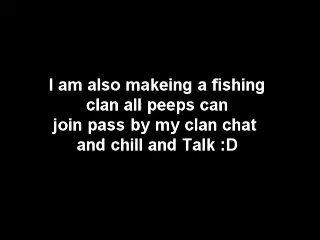 I am also makeing a fishing
clan all peeps can
join pass by my clan chat
and chill and Talk :D